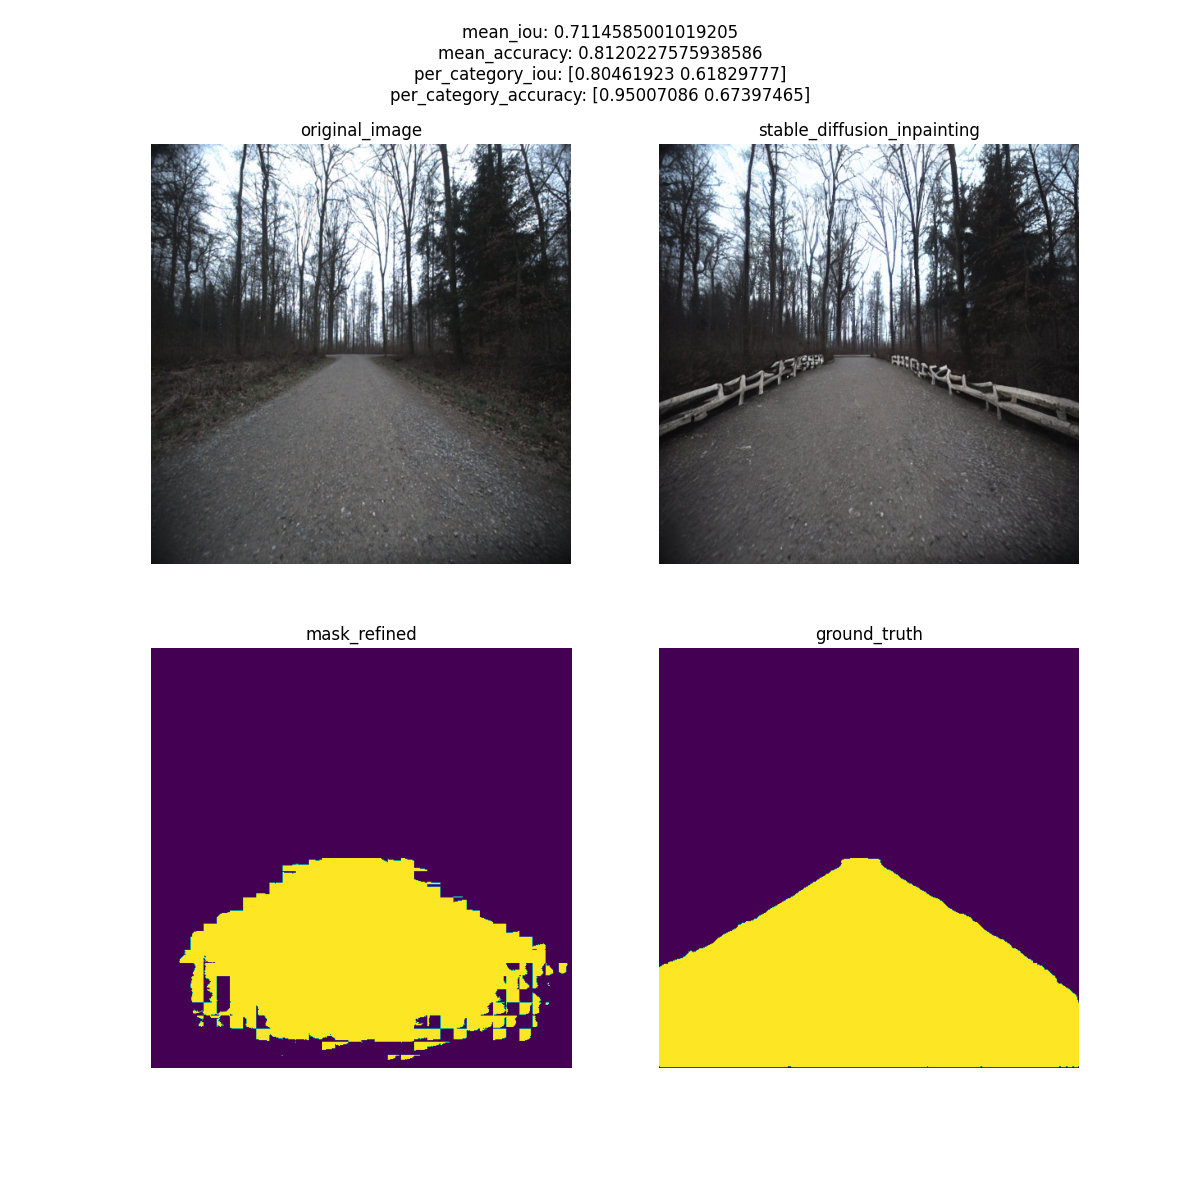 mean_iou: 0.7114585001019205
mean_accuracy: 0.8120227575938586
per_category_iou: [0.80461923 0.61829777]
per_category_accuracy: [0.95007086 0.67397465]
original_image
stable_diffusion_inpainting
mask_refined
ground_truth